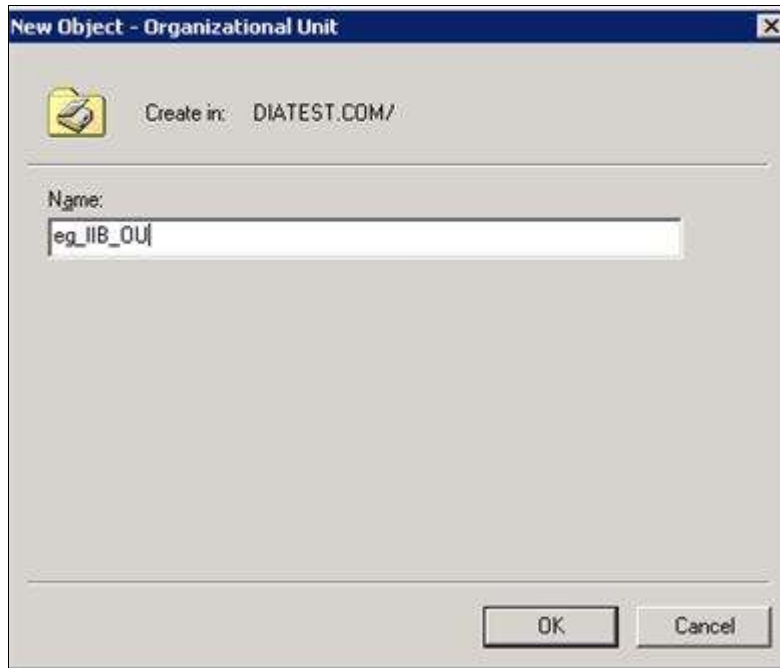 New Object - Organizational Unit
Create in: DIATEST.COM/
Name:
eg_IIB_OU
OK Cancel